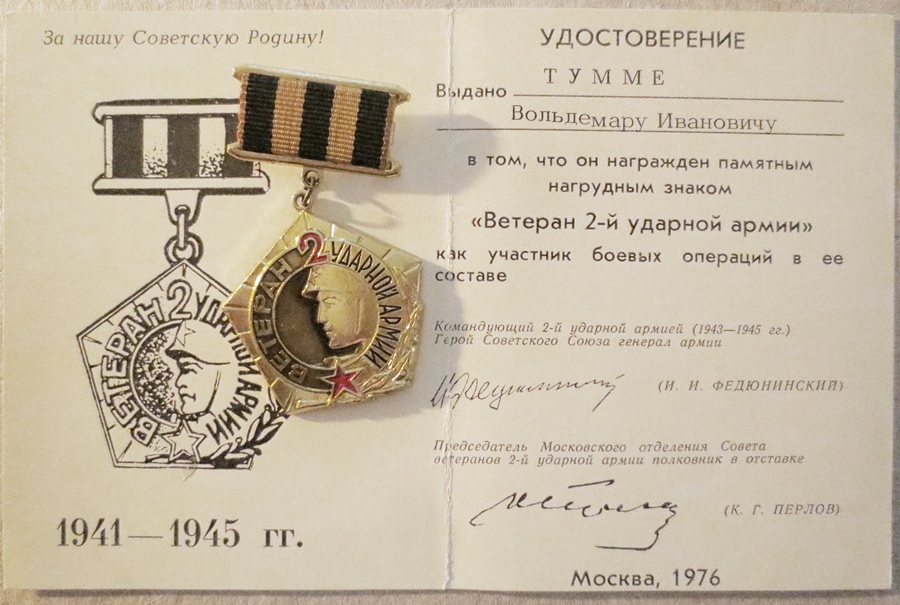 За нашу Советскую Родину!
ВЕТЕРАН 2 УДАРНОЙ АРМИИ
ВЕТЕРАН 2 УДАРНОЙ АРМИИ
1941—1945 гг.
УДОСТОВЕРЕНИЕ
Выдано ТУММЕ
Вольдемару Ивановичу
в том, что он награжден памятным
нагрудным знаком
«Ветеран 2-й ударной армии»
как участник боевых операций в ее
составе
Командующий 2-й ударной армией (1943—1945 гг.)
Герой Советского Союза генерал армии
(И. И. ФЕДЮНИНСКИЙ)
Председатель Московского отделения Совета
ветеранов 2-й ударной армии полковник в отставке
(К. Г. ПЕРЛОВ)
Москва, 1976